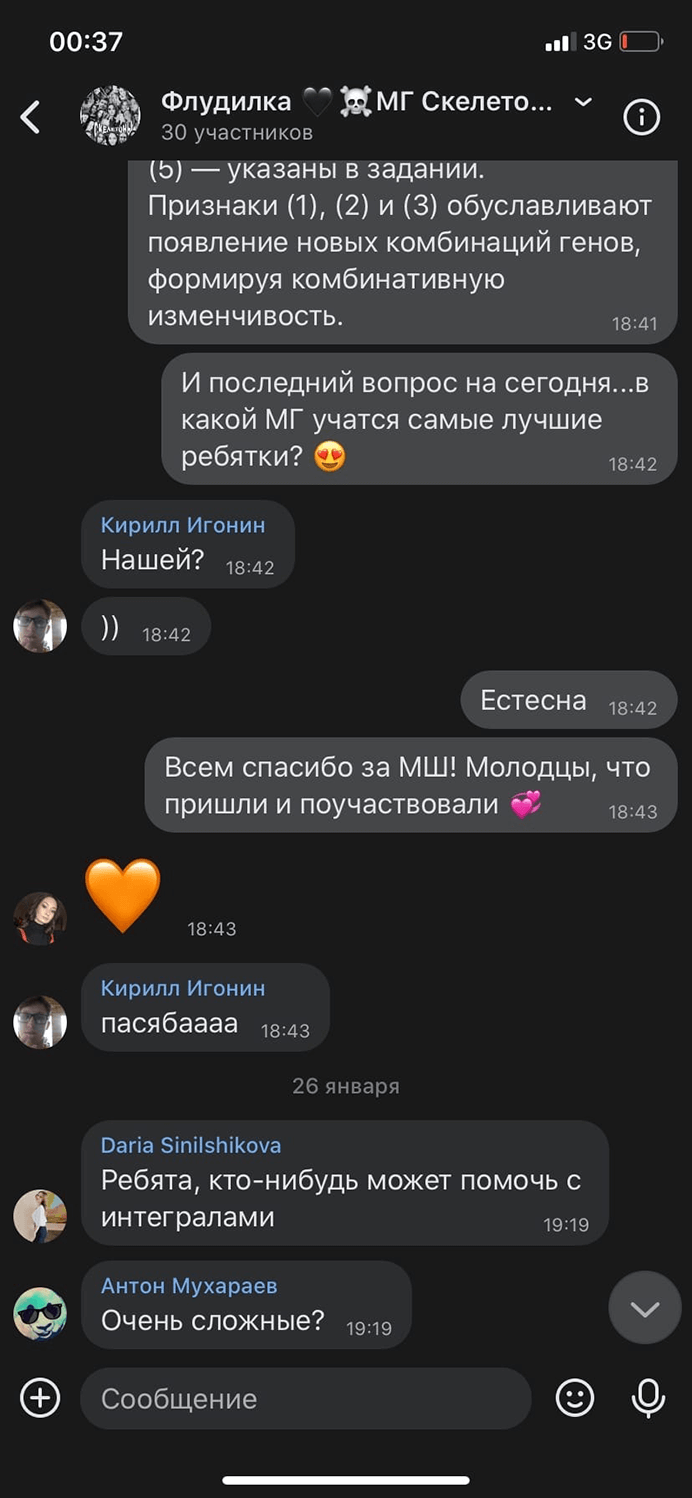 00:37
3G
Флудилка 🖤☠️МГ Скелето...
30 участников
(5) — указаны в задании.
Признаки (1), (2) и (3) обуславливают
появление новых комбинаций генов,
формируя комбинативную
изменчивость.
18:41
И последний вопрос на сегодня...в
какой МГ учатся самые лучшие
ребятки? 😍
18:42
Кирилл Игонин
Нашей? 18:42
)) 18:42
Естесна 18:42
Всем спасибо за МШ! Молодцы, что
пришли и поучаствовали 💞 18:43
🧡 18:43
Кирилл Игонин
пасябаааа 18:43
26 января
Daria Sinilshikova
Ребята, кто-нибудь может помочь с
интегралами 19:19
Антон Мухараев
Очень сложные? 19:19
Сообщение